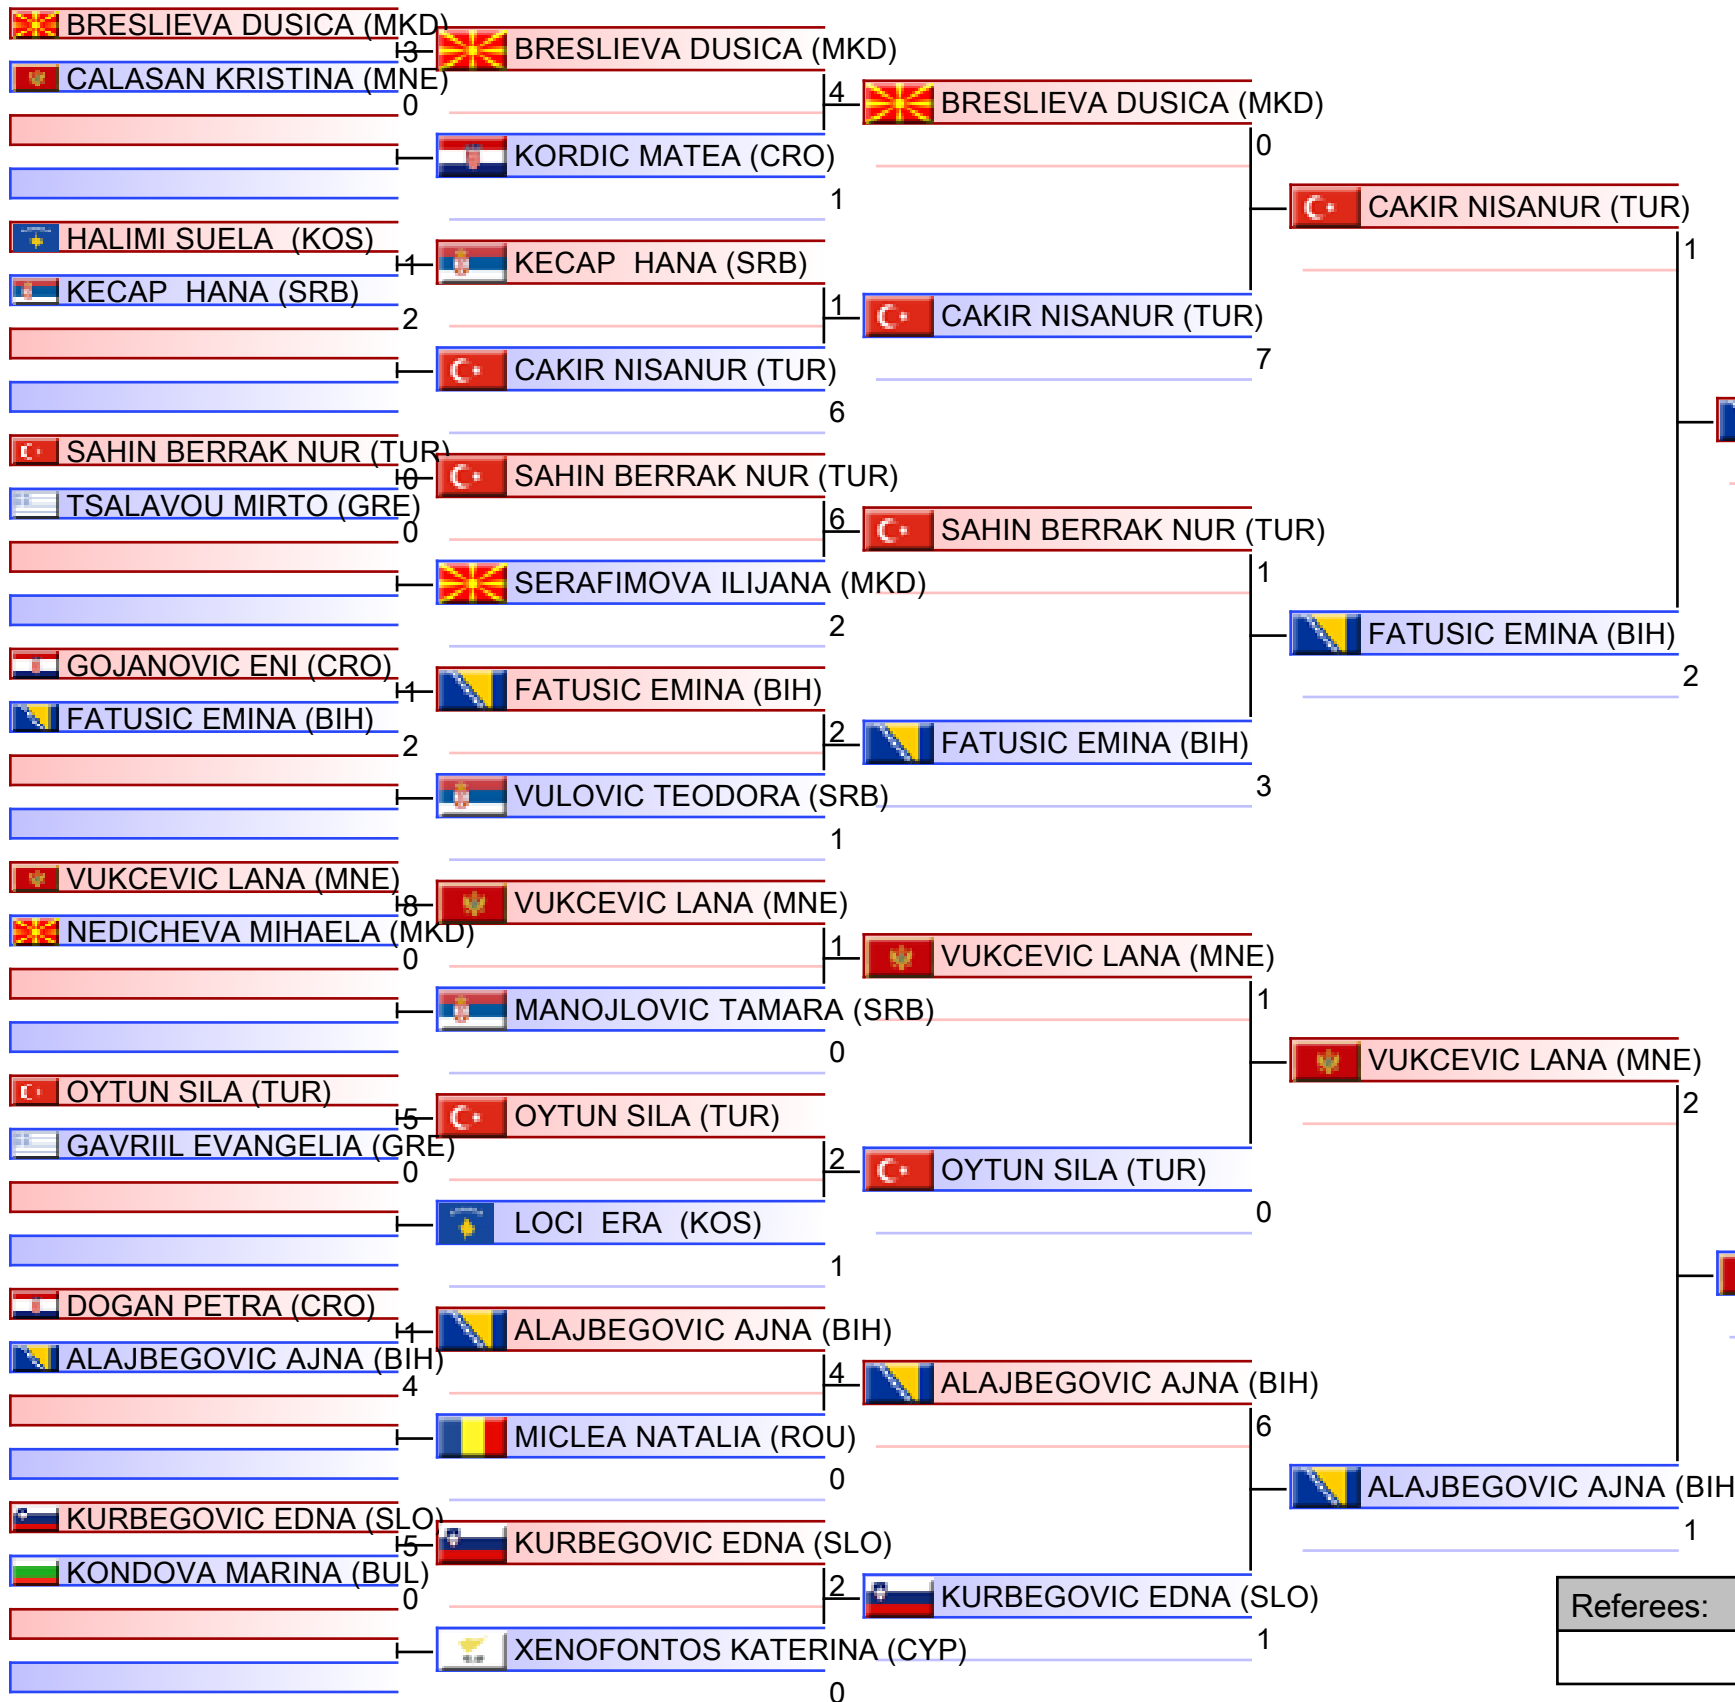 BRESLIEVA DUSICA (MKD)
3
CALASAN KRISTINA (MNE)
0
HALIMI SUELA  (KOS)
1
KECAP  HANA (SRB)
2
SAHIN BERRAK NUR (TUR)
0
TSALAVOU MIRTO (GRE)
0
GOJANOVIC ENI (CRO)
1
FATUSIC EMINA (BIH)
2
VUKCEVIC LANA (MNE)
8
NEDICHEVA MIHAELA (MKD)
0
OYTUN SILA (TUR)
5
GAVRIIL EVANGELIA (GRE)
0
DOGAN PETRA (CRO)
1
ALAJBEGOVIC AJNA (BIH)
4
KURBEGOVIC EDNA (SLO)
5
KONDOVA MARINA (BUL)
0
BRESLIEVA DUSICA (MKD)
4
KORDIC MATEA (CRO)
1
KECAP  HANA (SRB)
1
CAKIR NISANUR (TUR)
6
SAHIN BERRAK NUR (TUR)
6
SERAFIMOVA ILIJANA (MKD)
2
FATUSIC EMINA (BIH)
2
VULOVIC TEODORA (SRB)
1
VUKCEVIC LANA (MNE)
1
MANOJLOVIC TAMARA (SRB)
0
OYTUN SILA (TUR)
2
LOCI  ERA  (KOS)
1
ALAJBEGOVIC AJNA (BIH)
4
MICLEA NATALIA (ROU)
0
KURBEGOVIC EDNA (SLO)
2
XENOFONTOS KATERINA (CYP)
0
BRESLIEVA DUSICA (MKD)
0
CAKIR NISANUR (TUR)
7
SAHIN BERRAK NUR (TUR)
1
FATUSIC EMINA (BIH)
3
VUKCEVIC LANA (MNE)
1
OYTUN SILA (TUR)
0
ALAJBEGOVIC AJNA (BIH)
6
KURBEGOVIC EDNA (SLO)
1
CAKIR NISANUR (TUR)
1
FATUSIC EMINA (BIH)
2
VUKCEVIC LANA (MNE)
2
ALAJBEGOVIC AJNA (BIH
1
Referees: